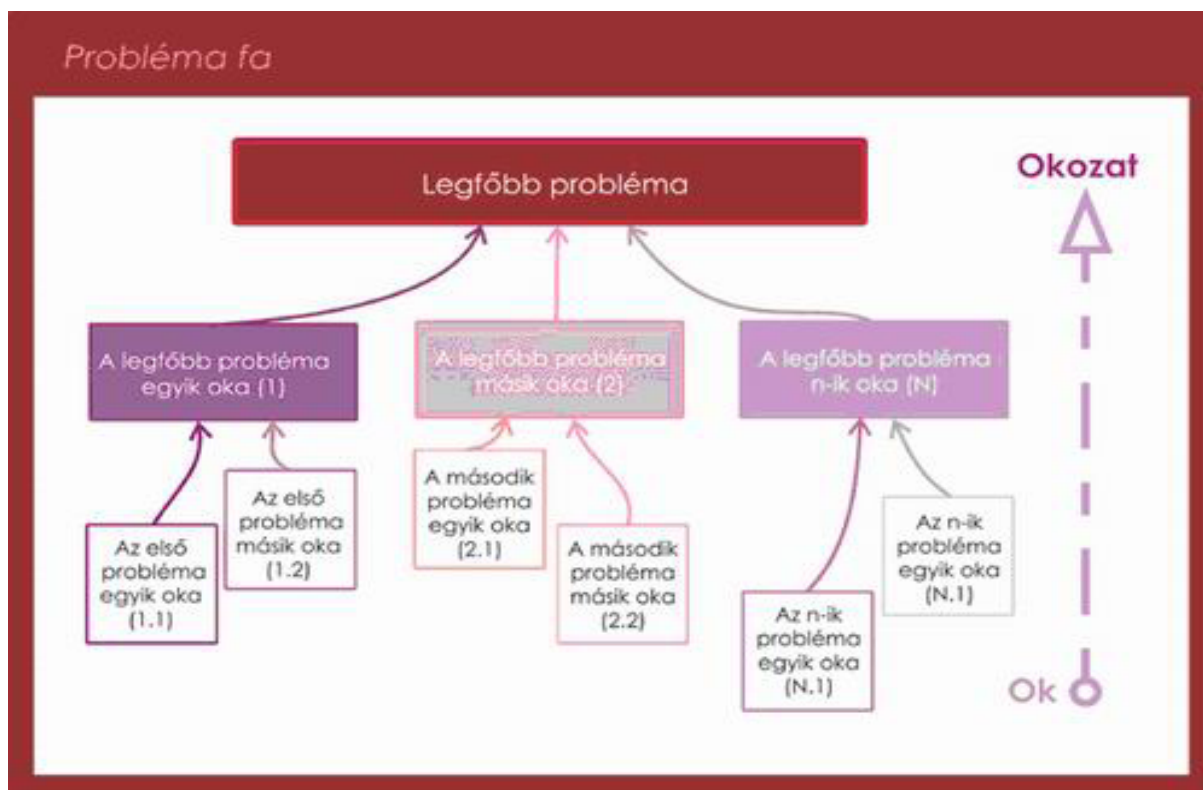 Probléma fa
Legfőbb probléma
Okozat
A legfőbb probléma
egyik oka (1)
A legfőbb probléma
másik oka (2)
A legfőbb probléma
n-ik oka (N)
Az első
probléma
egyik oka
(1.1)
Az első
probléma
másik oka
(1.2)
A második
probléma
egyik oka
(2.1)
A második
probléma
másik oka
(2.2)
Az n-ik
probléma
egyik oka
(N.1)
Az n-ik
probléma
egyik oka
(N.1)
Ok